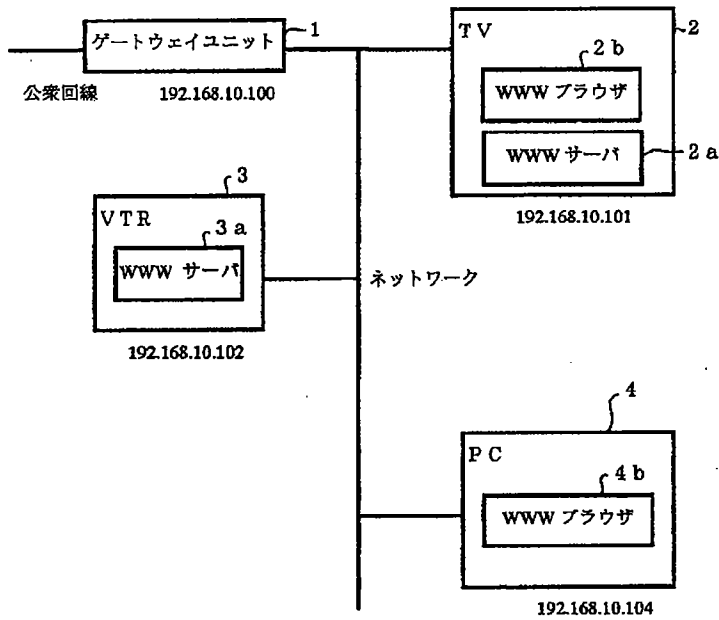 ゲートウェイユニット
1
公衆回線
192.168.10.100
TV
2
2b
WWW ブラウザ
WWW サーバ
2a
192.168.10.101
3
VTR
3a
WWW サーバ
192.168.10.102
ネットワーク
4
PC
4b
WWW ブラウザ
192.168.10.104